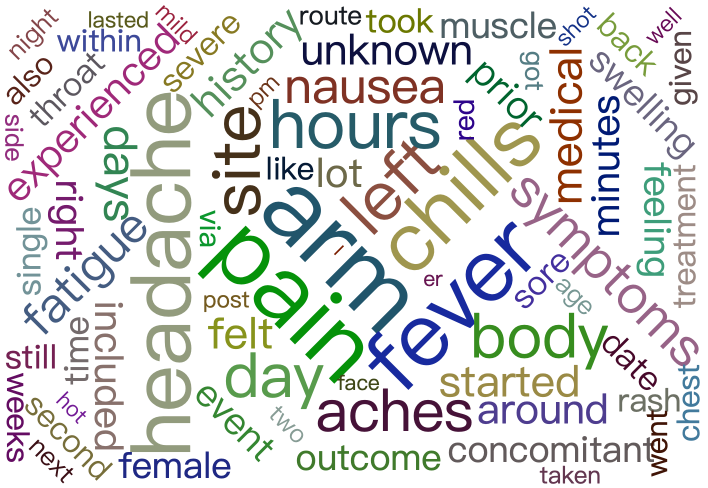 night
lasted
mild
route
took
muscle
shot
well
within
severe
history
unknown
got
back
given
also
throat
experienced
pm
nausea
prior
medical
swelling
side
days
headache
site
hours
red
minutes
like
lot
left
chills
feeling
treatment
single
right
fatigue
via
arm
pain
I
er
fever
symptoms
sore
age
included
time
post
felt
body
date
still
day
face
started
rash
chest
weeks
hot
second
event
two
aches
around
went
next
female
outcome
concomitant
taken